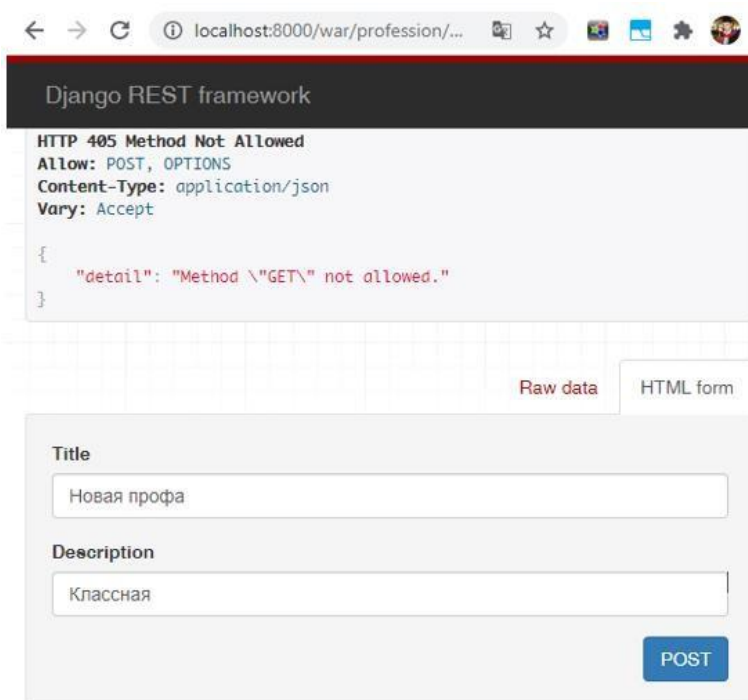 localhost:8000/war/profession/...
Django REST framework
HTTP 405 Method Not Allowed
Allow: POST, OPTIONS
Content-Type: application/json
Vary: Accept
{
"detail": "Method \"GET\" not allowed."
}
Raw data HTML form
Title
Новая профа
Description
Классная
POST